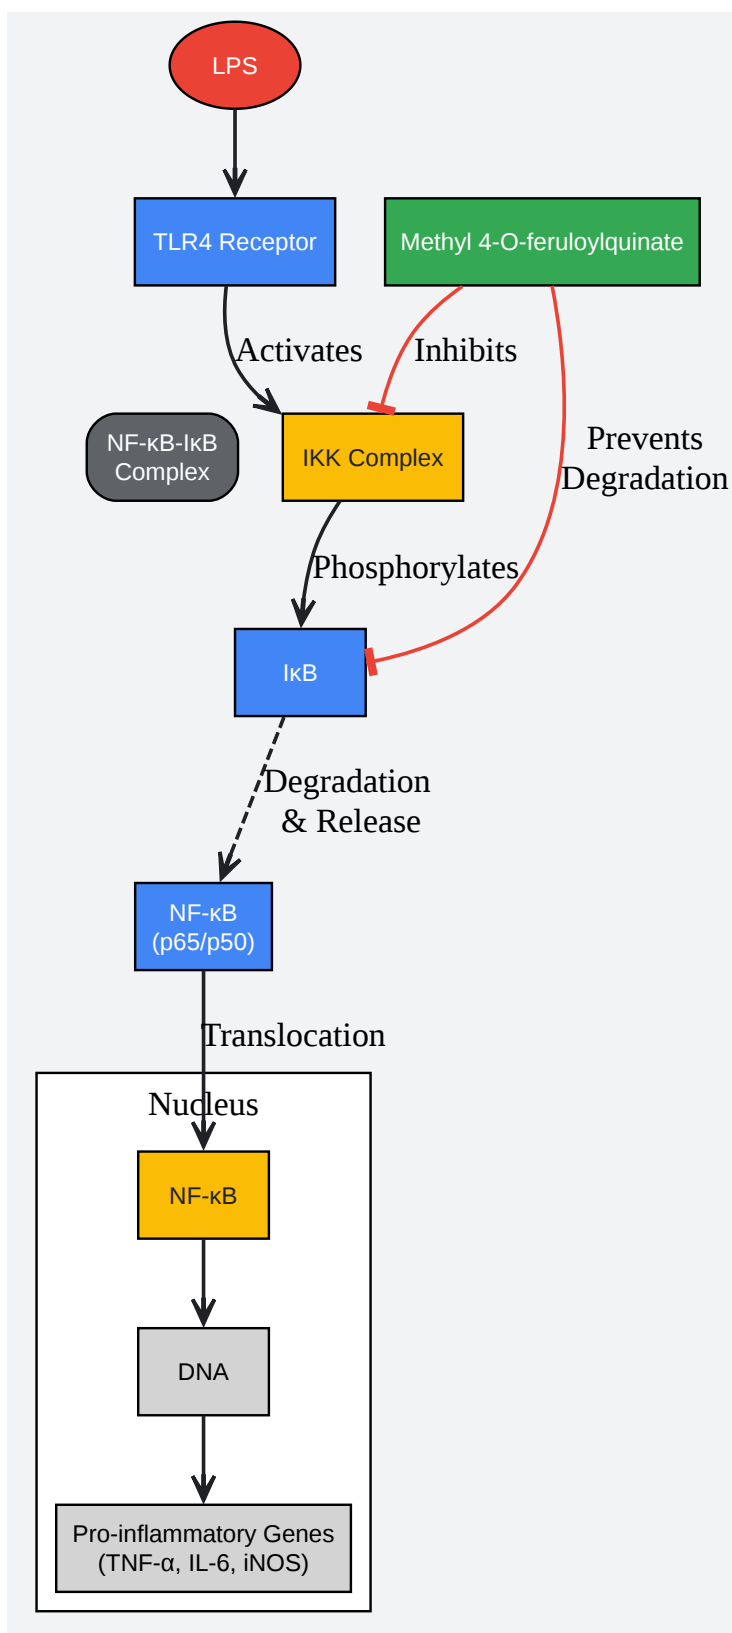 LPS
TLR4 Receptor
Methyl 4-O-feruloylquinate
Activates
Inhibits
NF-κB-IκB
Complex
IKK Complex
Prevents
Degradation
Phosphorylates
IκB
Degradation
& Release
NF-κB
(p65/p50)
Translocation
Nucleus
NF-κB
DNA
Pro-inflammatory Genes
(TNF-α, IL-6, iNOS)